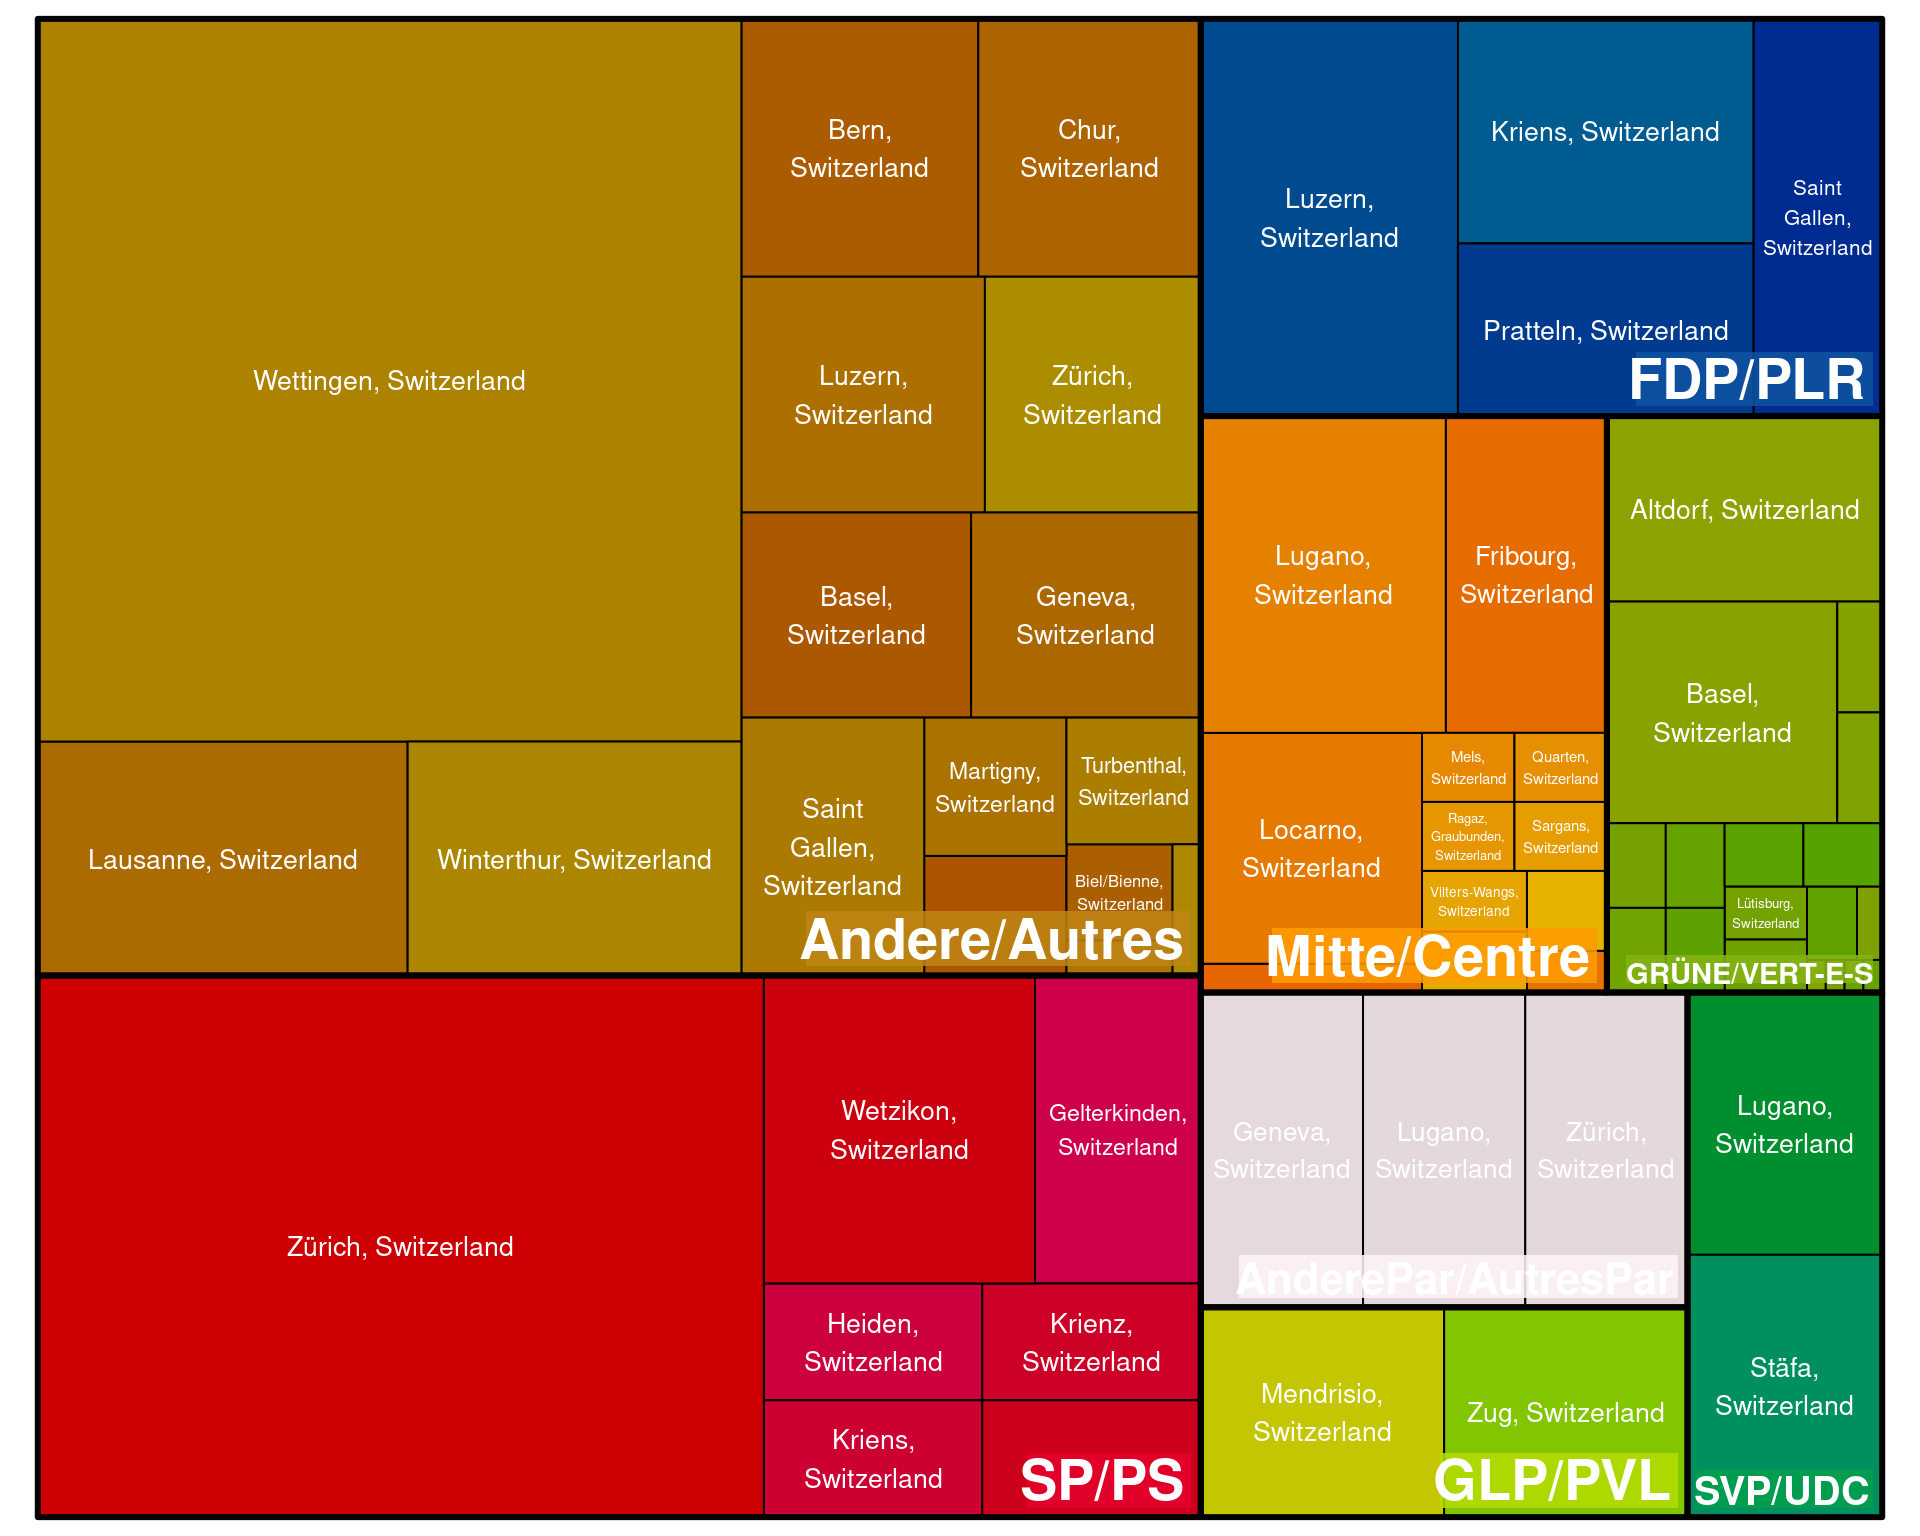 Wettingen, Switzerland
Bern,
Switzerland
Chur,
Switzerland
Luzern,
Switzerland
Zürich,
Switzerland
Basel,
Switzerland
Geneva,
Switzerland
Lausanne, Switzerland
Winterthur, Switzerland
Saint
Gallen,
Switzerland
Martigny,
Switzerland
Turbenthal,
Switzerland
Biel/Bienne,
Switzerland
Andere/Autres
Zürich, Switzerland
Wetzikon,
Switzerland
Gelterkinden,
Switzerland
Heiden,
Switzerland
Krienz,
Switzerland
Kriens,
Switzerland
SP/PS
Luzern,
Switzerland
Kriens, Switzerland
Pratteln, Switzerland
Saint
Gallen,
Switzerland
FDP/PLR
Lugano,
Switzerland
Fribourg,
Switzerland
Locarno,
Switzerland
Mels,
Switzerland
Quarten,
Switzerland
Ragaz,
Graubunden,
Switzerland
Sargans,
Switzerland
Vilters-Wangs,
Switzerland
Mitte/Centre
Altdorf, Switzerland
Basel,
Switzerland
Lütisburg,
Switzerland
GRÜNE/VERT-E-S
Geneva,
Switzerland
Lugano,
Switzerland
Zürich,
Switzerland
AnderePar/AutresPar
Mendrisio,
Switzerland
Zug, Switzerland
GLP/PVL
Lugano,
Switzerland
Stäfa,
Switzerland
SVP/UDC